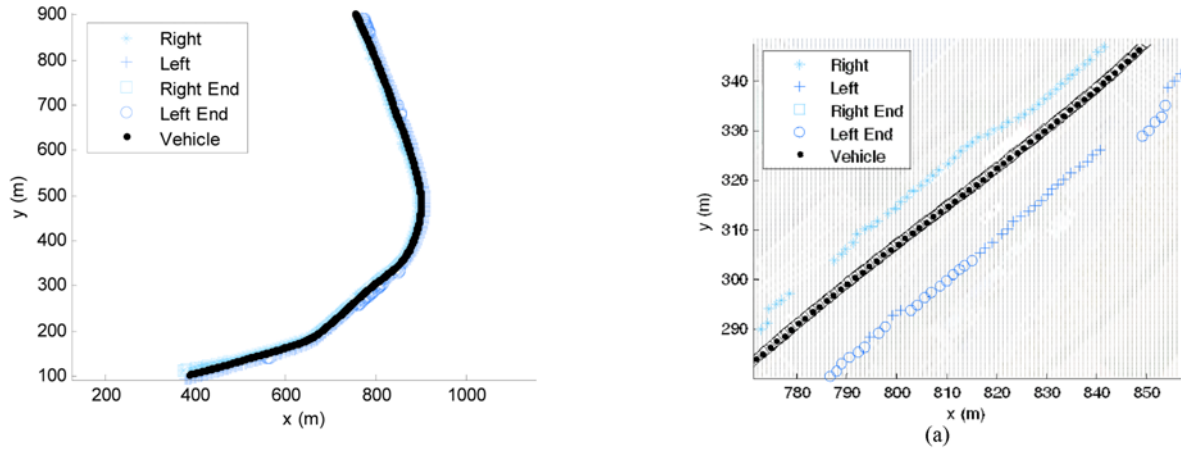 900
800
700
600
500
400
300
200
100
y (m)
Right
Left
Right End
Left End
Vehicle
200 400 600 800 1000
x (m)
340
330
320
310
300
290
y (m)
Right
Left
Right End
Left End
Vehicle
780 790 800 810 820 830 840 850
x (m)
(a)